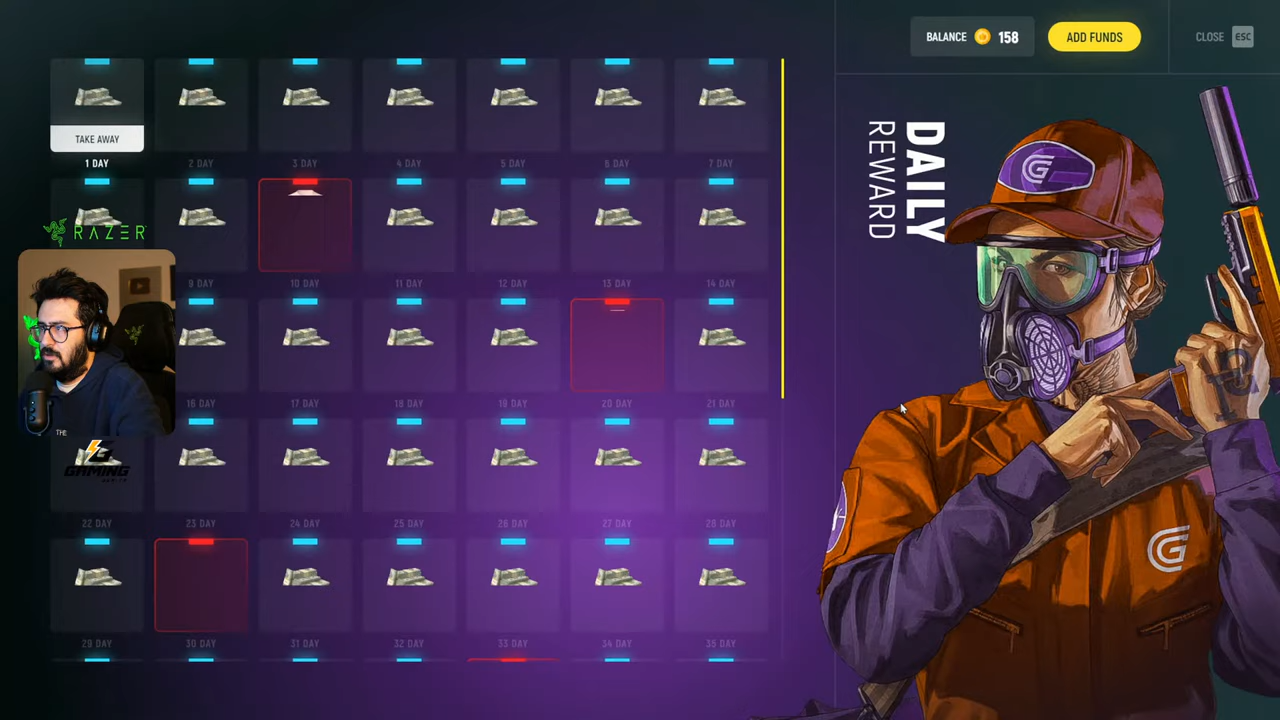 BALANCE 158
ADD FUNDS
CLOSE ESC
DAILY
REWARD
TAKE AWAY
1 DAY 2 DAY 3 DAY 4 DAY 5 DAY 6 DAY 7 DAY
RAZER
9 DAY 10 DAY 11 DAY 12 DAY 13 DAY 14 DAY
16 DAY 17 DAY 18 DAY 19 DAY 20 DAY 21 DAY
THE
GAMING
22 DAY 23 DAY 24 DAY 25 DAY 26 DAY 27 DAY 28 DAY
29 DAY 30 DAY 31 DAY 32 DAY 33 DAY 34 DAY 35 DAY